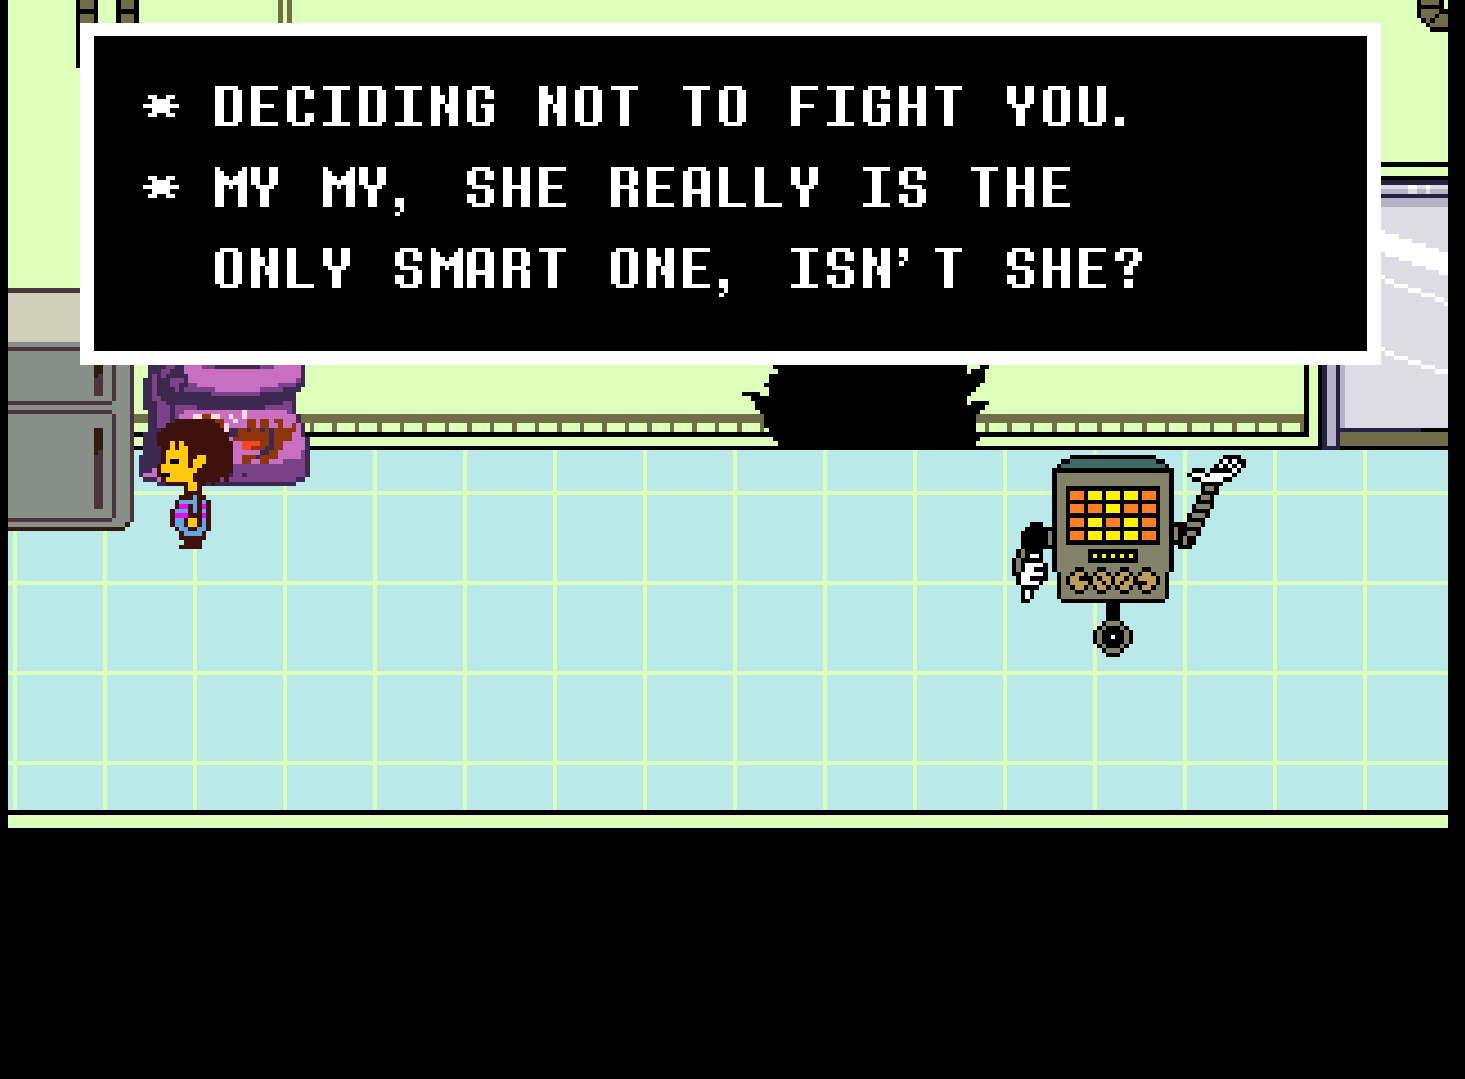 * DECIDING NOT TO FIGHT YOU.
* MY MY, SHE REALLY IS THE
ONLY SMART ONE, ISN'T SHE?